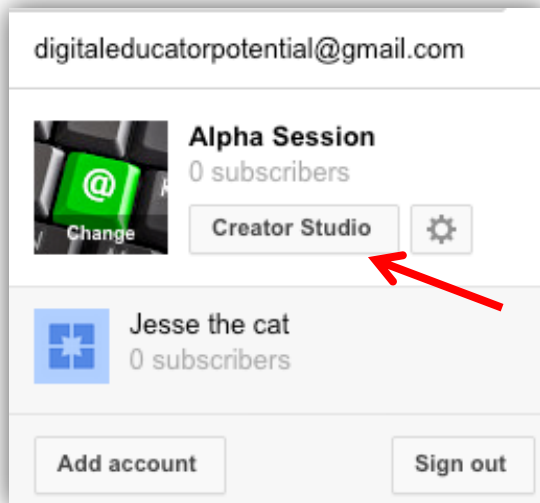 digitaleducatorpotential@gmail.com
Alpha Session
0 subscribers
@
Change
Creator Studio
Jesse the cat
0 subscribers
Add account
Sign out